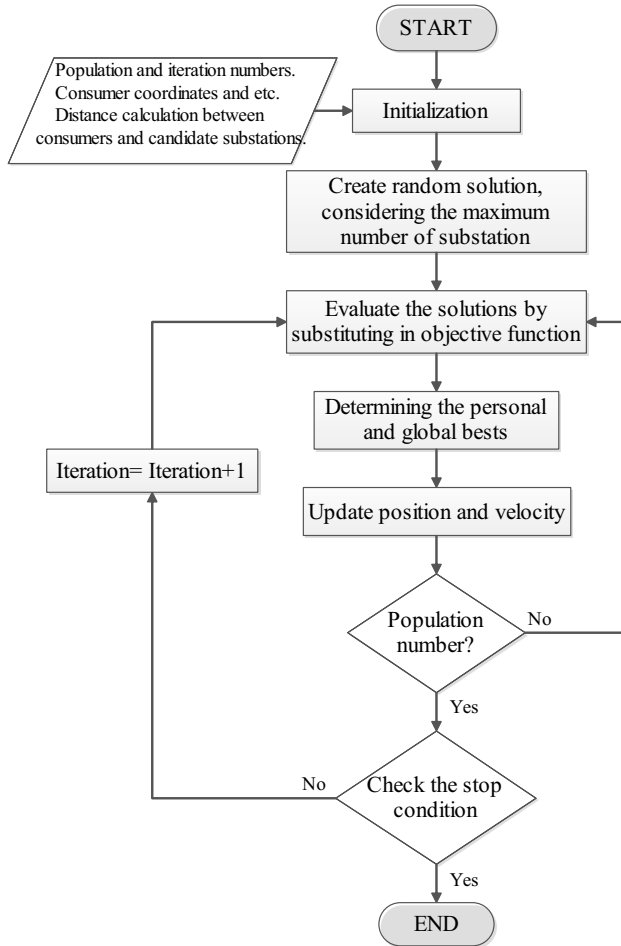 START
Population and iteration numbers.
Consumer coordinates and etc.
Distance calculation between
consumers and candidate substations.
Initialization
Create random solution,
considering the maximum
number of substation
Evaluate the solutions by
substituting in objective function
Determining the personal
and global bests
Iteration= Iteration+1
Update position and velocity
Population
number?
No
Yes
No
Check the stop
condition
Yes
END